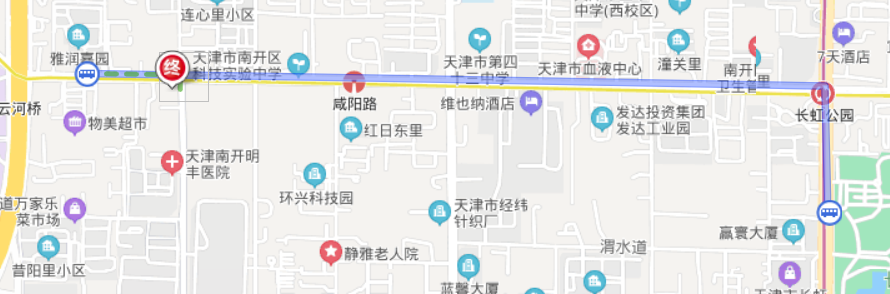 连心里小区
中学(西校区)
雅润嘉园
终
天津市南开区
科技实验中学
天津市第四
十三中学
天津市血液中心
潼关里
南开
卫生
里
7天酒店
云河桥
物美超市
咸阳路
维也纳酒店
发达投资集团
发达工业园
长虹公园
红日东里
天津南开明
丰医院
环兴科技园
天津市经纬
针织厂
道万家乐
菜市场
昔阳里小区
静雅老人院
渭水道
赢寰大厦
蓝馨大厦
天津市长虹